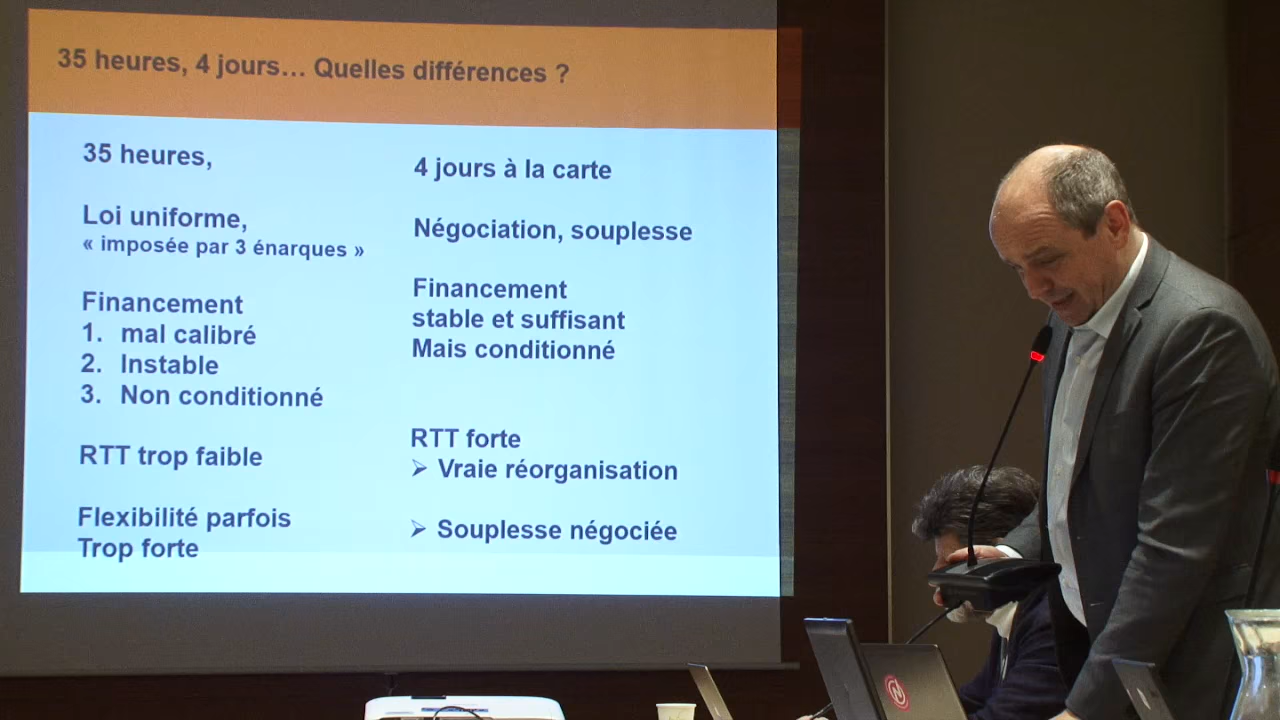 35 heures, 4 jours… Quelles différences ?
35 heures,
Loi uniforme,
« imposée par 3 énarques »
Financement
1. mal calibré
2. Instable
3. Non conditionné
RTT trop faible
Flexibilité parfois
Trop forte
4 jours à la carte
Négociation, souplesse
Financement
stable et suffisant
Mais conditionné
RTT forte
➢ Vraie réorganisation
➢ Souplesse négociée